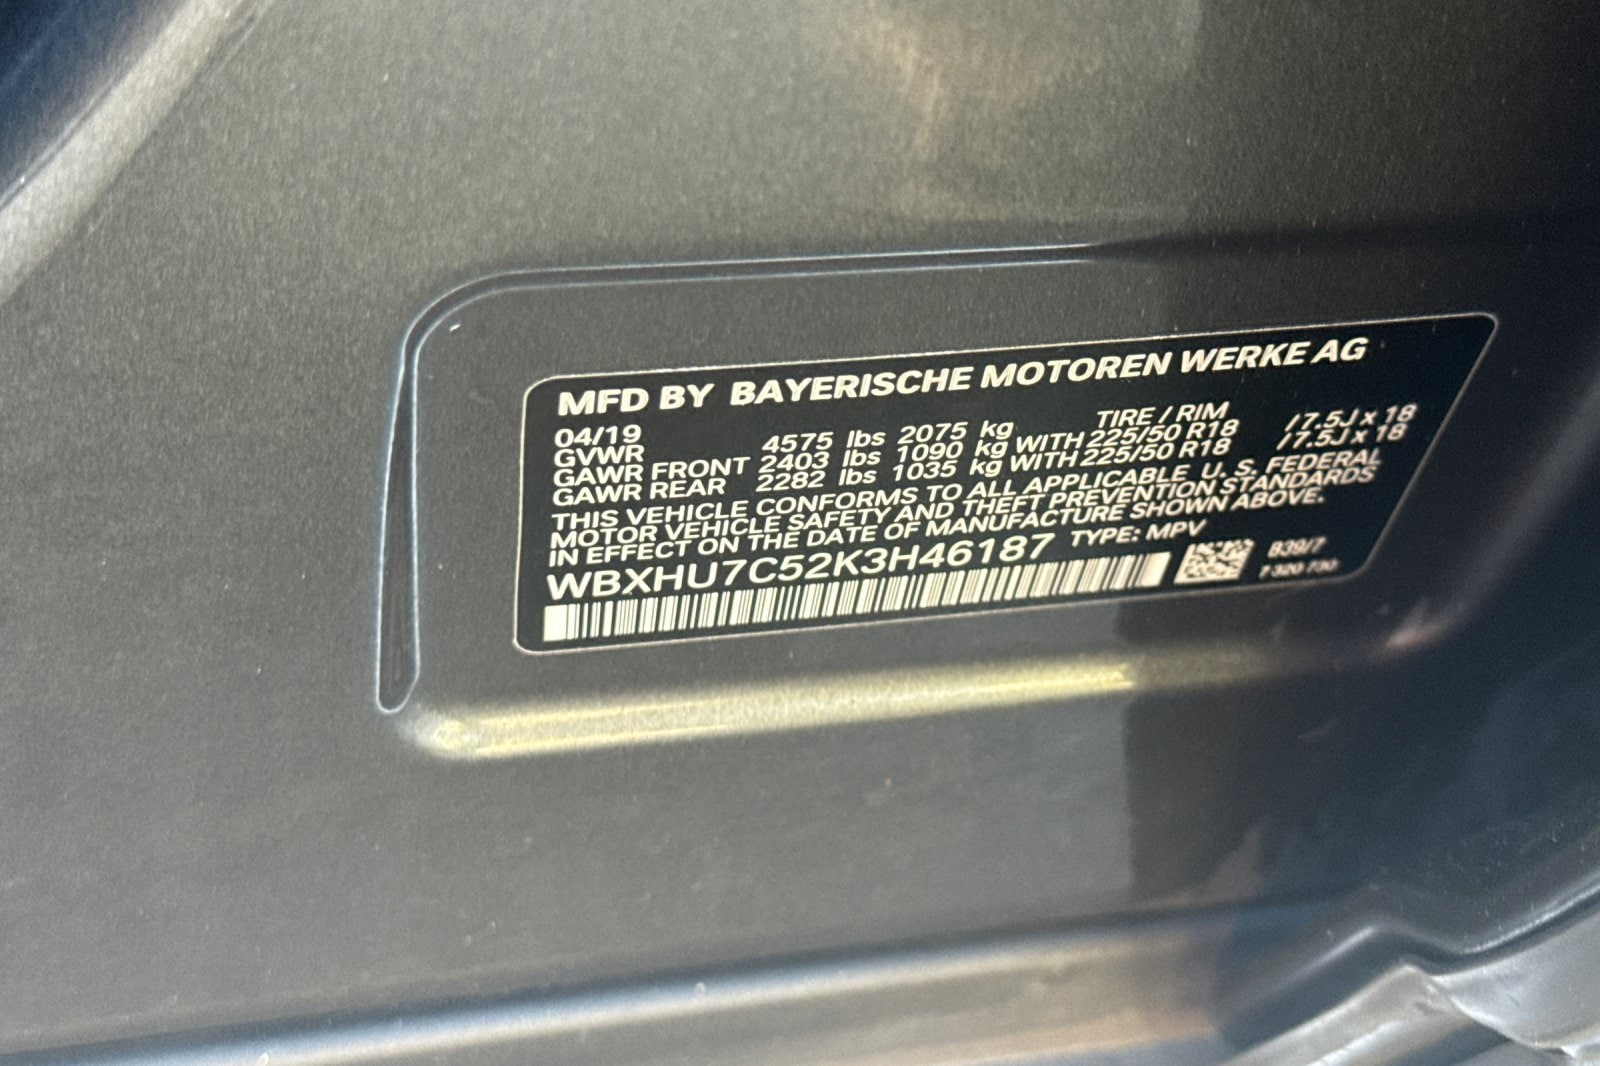 MFD BY BAYERISCHE MOTOREN WERKE AG
04/19 TIRE / RIM
GVWR 4575 lbs 2075 kg
GAWR FRONT 2403 lbs 1090 kg WITH 225/50 R18 / 7.5J x 18
GAWR REAR 2282 lbs 1035 kg WITH 225/50 R18 / 7.5J x 18
THIS VEHICLE CONFORMS TO ALL APPLICABLE U. S. FEDERAL
MOTOR VEHICLE SAFETY AND THEFT PREVENTION STANDARDS
IN EFFECT ON THE DATE OF MANUFACTURE SHOWN ABOVE.
WBXHU7C52K3H46187 TYPE: MPV
B39/7
7 320 730